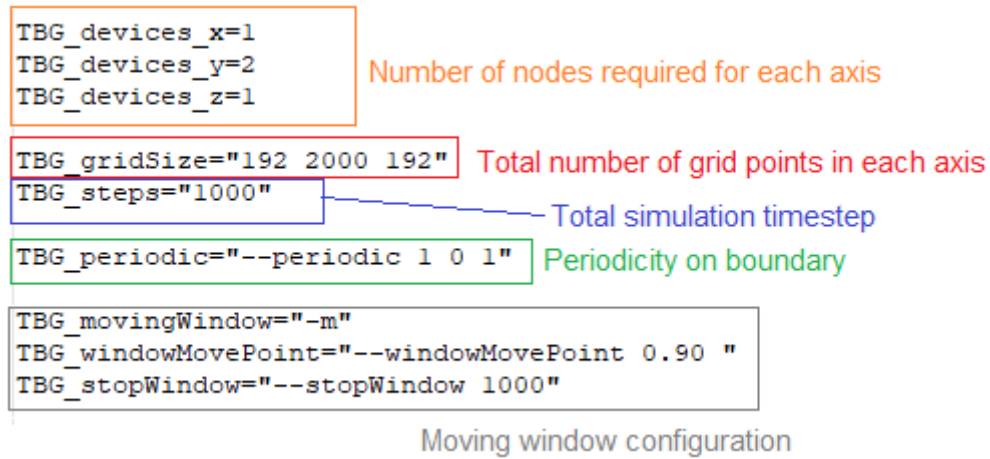 TBG_devices_x=1
TBG_devices_y=2
TBG_devices_z=1
Number of nodes required for each axis
TBG_gridSize="192 2000 192"
Total number of grid points in each axis
TBG_steps="1000"
Total simulation timestep
TBG_periodic="--periodic 1 0 1"
Periodicity on boundary
TBG_movingWindow="-m"
TBG_windowMovePoint="--windowMovePoint 0.90 "
TBG_stopWindow="--stopWindow 1000"
Moving window configuration